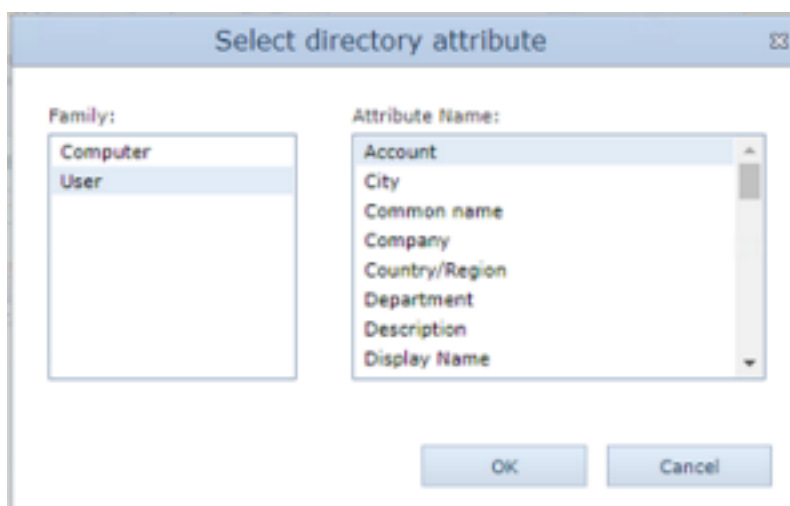 Select directory attribute
Family:
Computer
User
Attribute Name:
Account
City
Common name
Company
Country/Region
Department
Description
Display Name
OK
Cancel